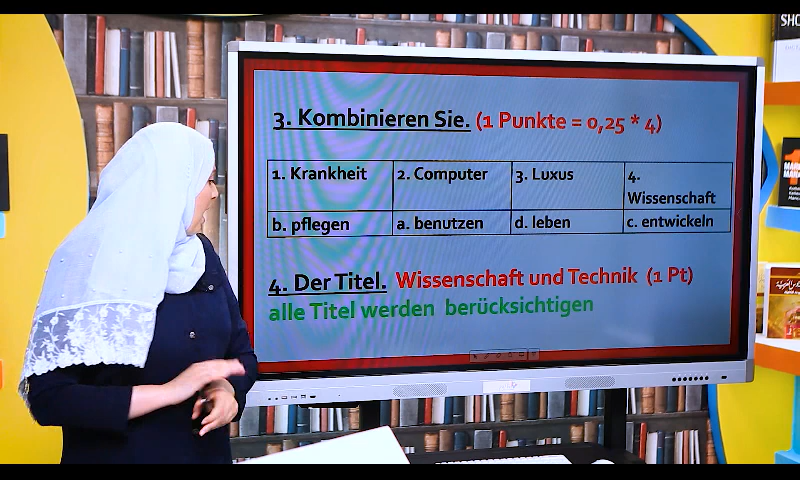 3. Kombinieren Sie. (1 Punkte = 0,25 * 4)
1. Krankheit 2. Computer 3. Luxus 4. Wissenschaft
b. pflegen a. benutzen d. leben c. entwickeln
4. Der Titel. Wissenschaft und Technik (1 Pt)
alle Titel werden berücksichtigen